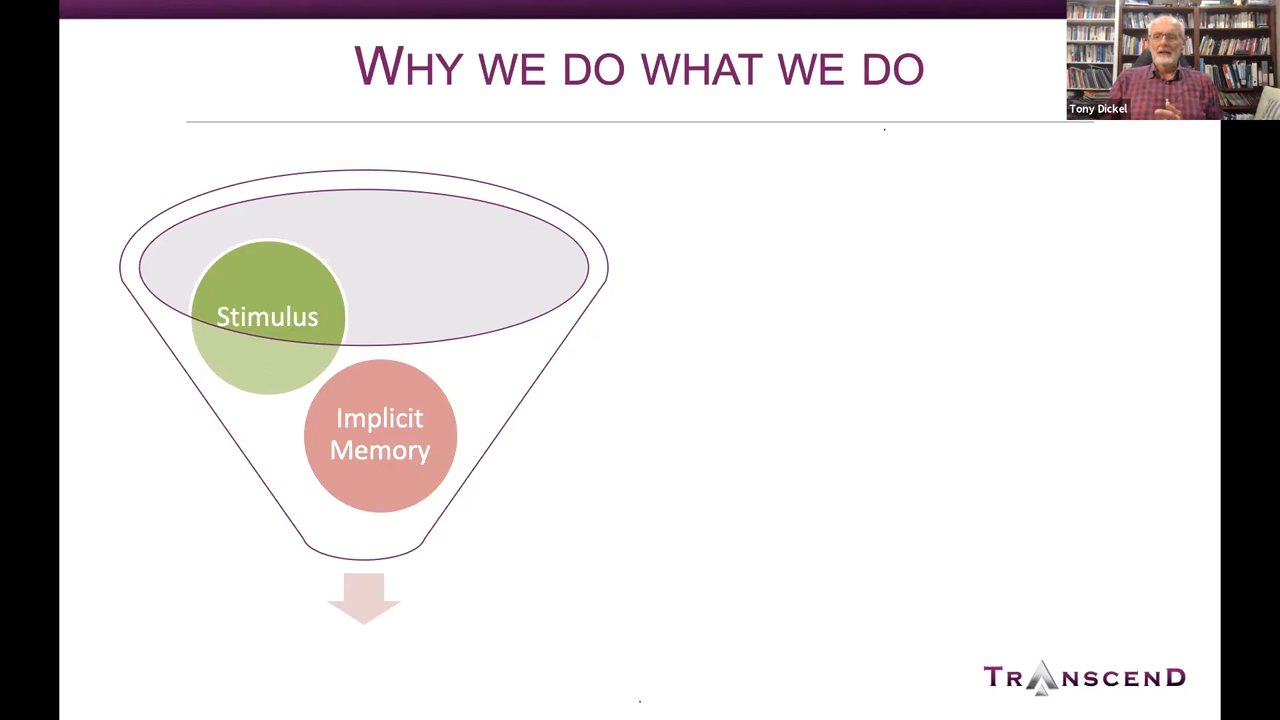 WHY WE DO WHAT WE DO
Tony Dickel
Stimulus
Implicit
Memory
TRANSCEND